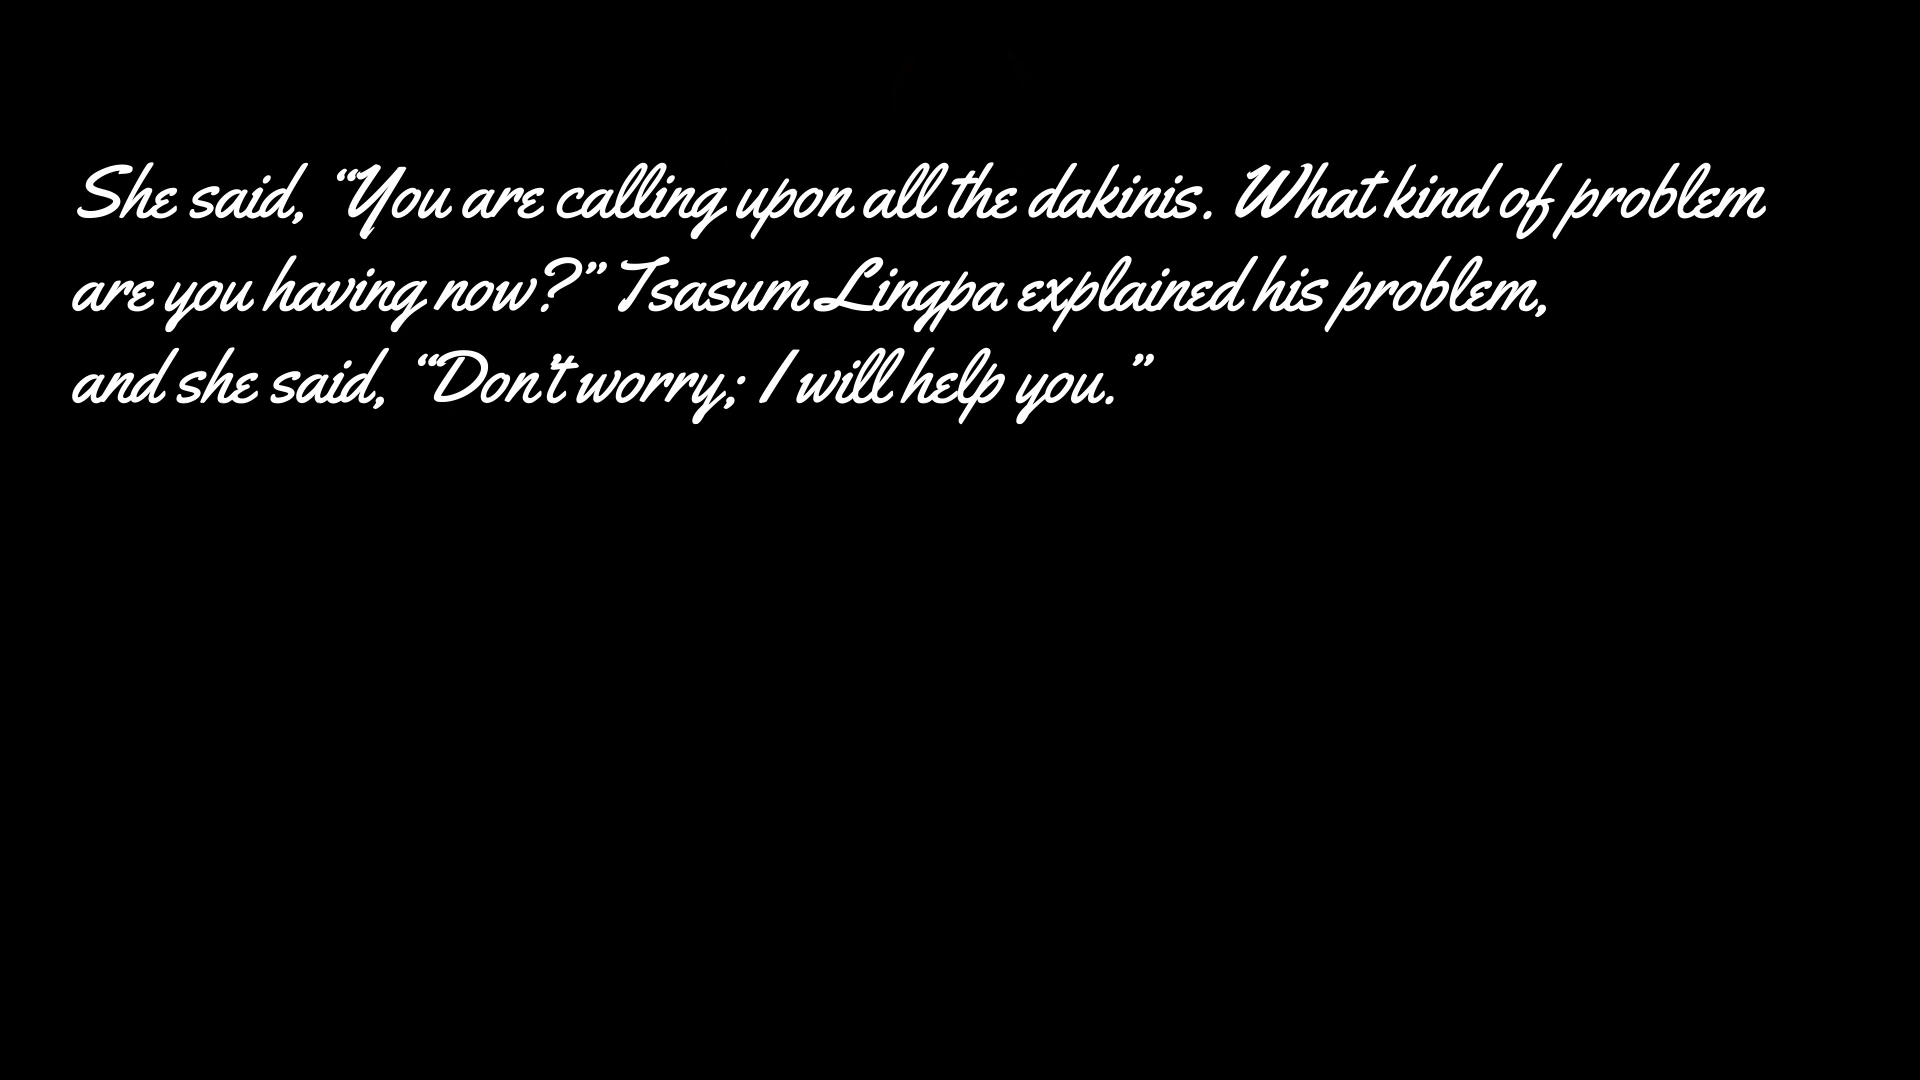 She said, “You are calling upon all the dakinis. What kind of problem
are you having now?” Tsasum Lingpa explained his problem,
and she said, “Don’t worry; I will help you.”